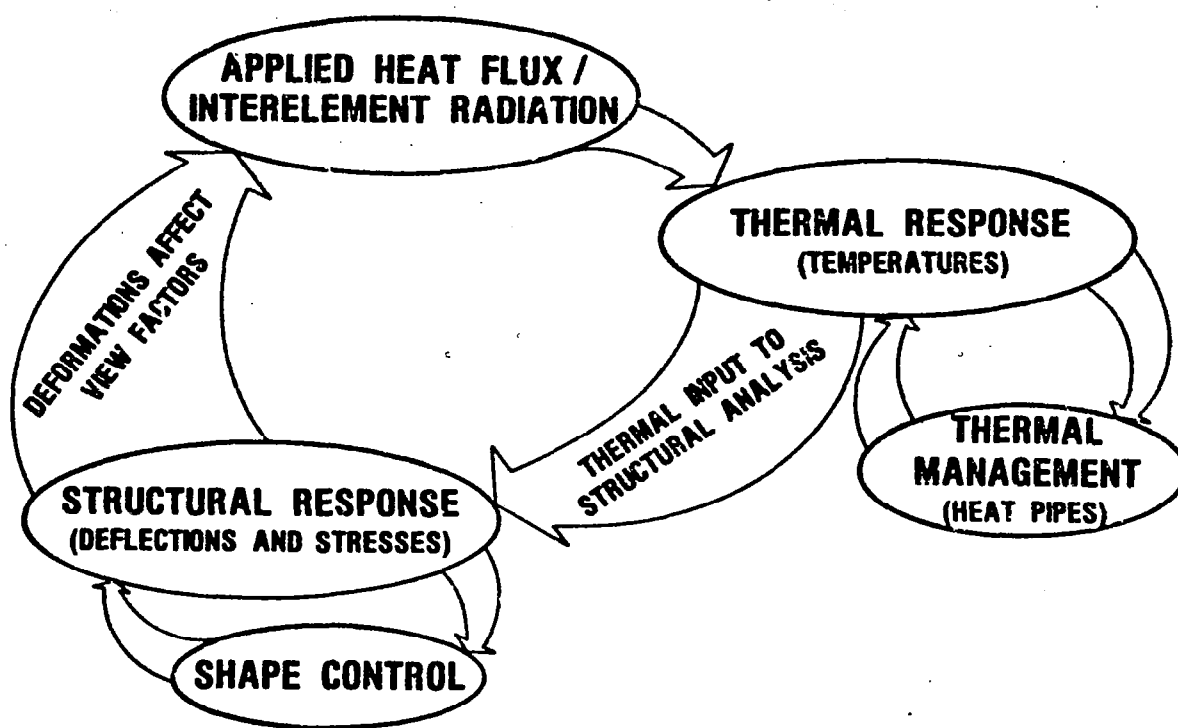 APPLIED HEAT FLUX /
INTERELEMENT RADIATION
THERMAL RESPONSE
(TEMPERATURES)
DEFORMATIONS AFFECT
VIEW FACTORS
THERMAL INPUT TO
STRUCTURAL ANALYSIS
THERMAL
MANAGEMENT
(HEAT PIPES)
STRUCTURAL RESPONSE
(DEFLECTIONS AND STRESSES)
SHAPE CONTROL